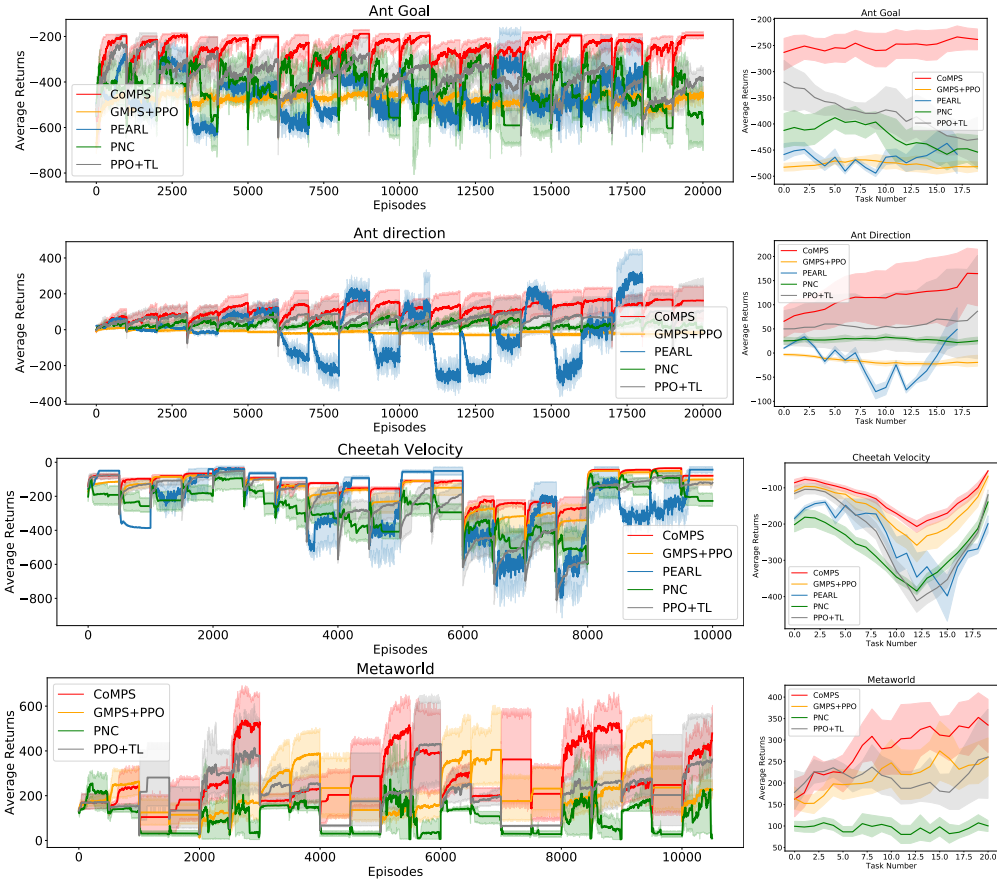 Ant Goal
Average Returns
−200
−400
−600
−800
CoMPS
GMPS+PPO
PEARL
PNC
PPO+TL
0 2500 5000 7500 10000 12500 15000 17500 20000
Episodes
Ant Goal
Average Returns
−200
−250
−300
−350
−400
−450
−500
CoMPS
GMPS+PPO
PEARL
PNC
PPO+TL
0.0 2.5 5.0 7.5 10.0 12.5 15.0 17.5
Task Number
Ant direction
Average Returns
400
200
0
−200
−400
CoMPS
GMPS+PPO
PEARL
PNC
PPO+TL
0 2500 5000 7500 10000 12500 15000 17500 20000
Episodes
Ant Direction
Average Returns
200
150
100
50
0
−50
−100
CoMPS
GMPS+PPO
PEARL
PNC
PPO+TL
0.0 2.5 5.0 7.5 10.0 12.5 15.0 17.5
Task Number
Cheetah Velocity
Average Returns
0
−200
−400
−600
−800
CoMPS
GMPS+PPO
PEARL
PNC
PPO+TL
0 2000 4000 6000 8000 10000
Episodes
Cheetah Velocity
Average Returns
−100
−200
−300
−400
CoMPS
GMPS+PPO
PEARL
PNC
PPO+TL
0.0 2.5 5.0 7.5 10.0 12.5 15.0 17.5
Task Number
Metaworld
Average Returns
600
400
200
0
CoMPS
GMPS+PPO
PNC
PPO+TL
0 2000 4000 6000 8000 10000
Episodes
Metaworld
Average Returns
400
350
300
250
200
150
100
50
CoMPS
GMPS+PPO
PNC
PPO+TL
0.0 2.5 5.0 7.5 10.0 12.5 15.0 17.5 20.0
Task Number